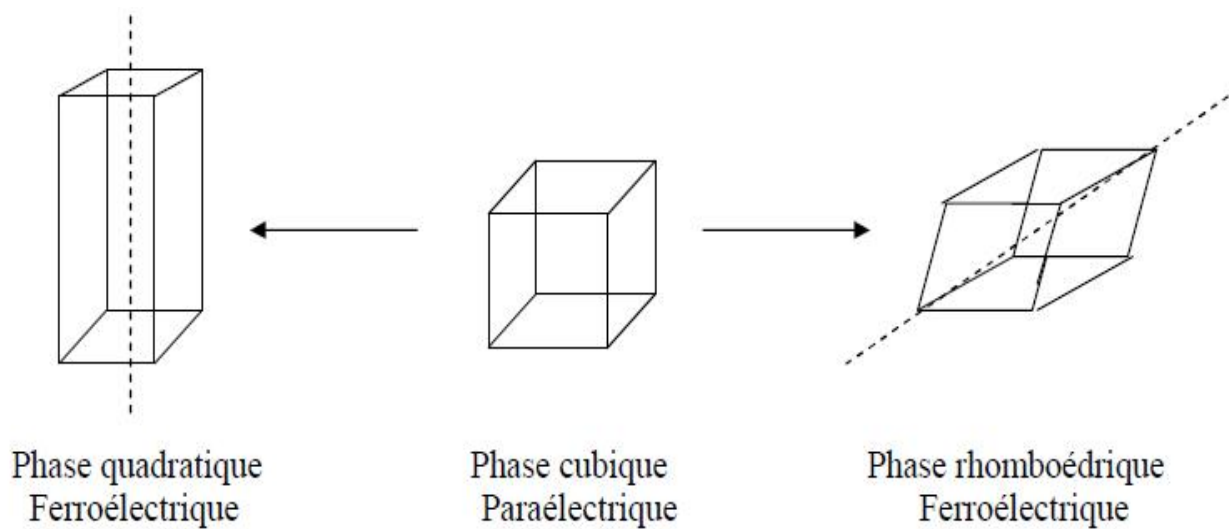 Phase quadratique
Ferroélectrique
Phase cubique
Paraélectrique
Phase rhomboédrique
Ferroélectrique